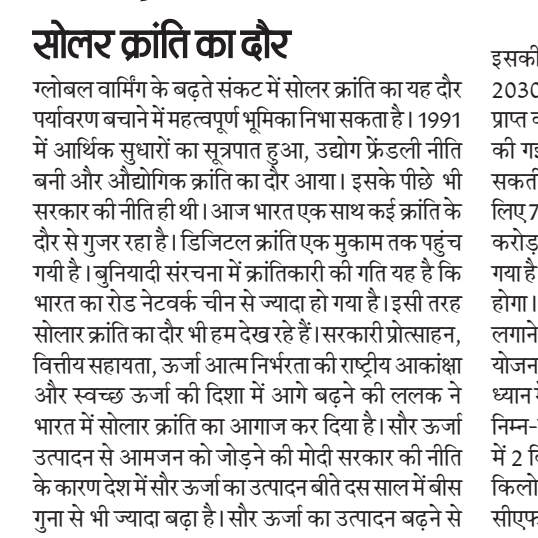 सोलर क्रांति का दौर
ग्लोबल वार्मिंग के बढ़ते संकट में सोलर क्रांति का यह दौर
पर्यावरण बचाने में महत्वपूर्ण भूमिका निभा सकता है। 1991
में आर्थिक सुधारों का सूत्रपात हुआ, उद्योग फ्रेंडली नीति
बनी और औद्योगिक क्रांति का दौर आया। इसके पीछे भी
सरकार की नीति ही थी। आज भारत एक साथ कई क्रांति के
दौर से गुजर रहा है। डिजिटल क्रांति एक मुकाम तक पहुंच
गयी है। बुनियादी संरचना में क्रांतिकारी की गति यह है कि
भारत का रोड नेटवर्क चीन से ज्यादा हो गया है। इसी तरह
सोलार क्रांति का दौर भी हम देख रहे हैं। सरकारी प्रोत्साहन,
वित्तीय सहायता, ऊर्जा आत्मनिर्भरता की राष्ट्रीय आकांक्षा
और स्वच्छ ऊर्जा की दिशा में आगे बढ़ने की ललक ने
भारत में सोलार क्रांति का आगाज कर दिया है। सौर ऊर्जा
उत्पादन से आमजन को जोड़ने की मोदी सरकार की नीति
के कारण देश में सौर ऊर्जा का उत्पादन बीते दस साल में बीस
गुना से भी ज्यादा बढ़ा है। सौर ऊर्जा का उत्पादन बढ़ने से
इसकी
2030
प्राप्त
की
सकती
लिए 7
करोड़
गया है
होगा।
लगाने
योजन
ध्यान
निम्न-
में 2
किलो
सीएफ